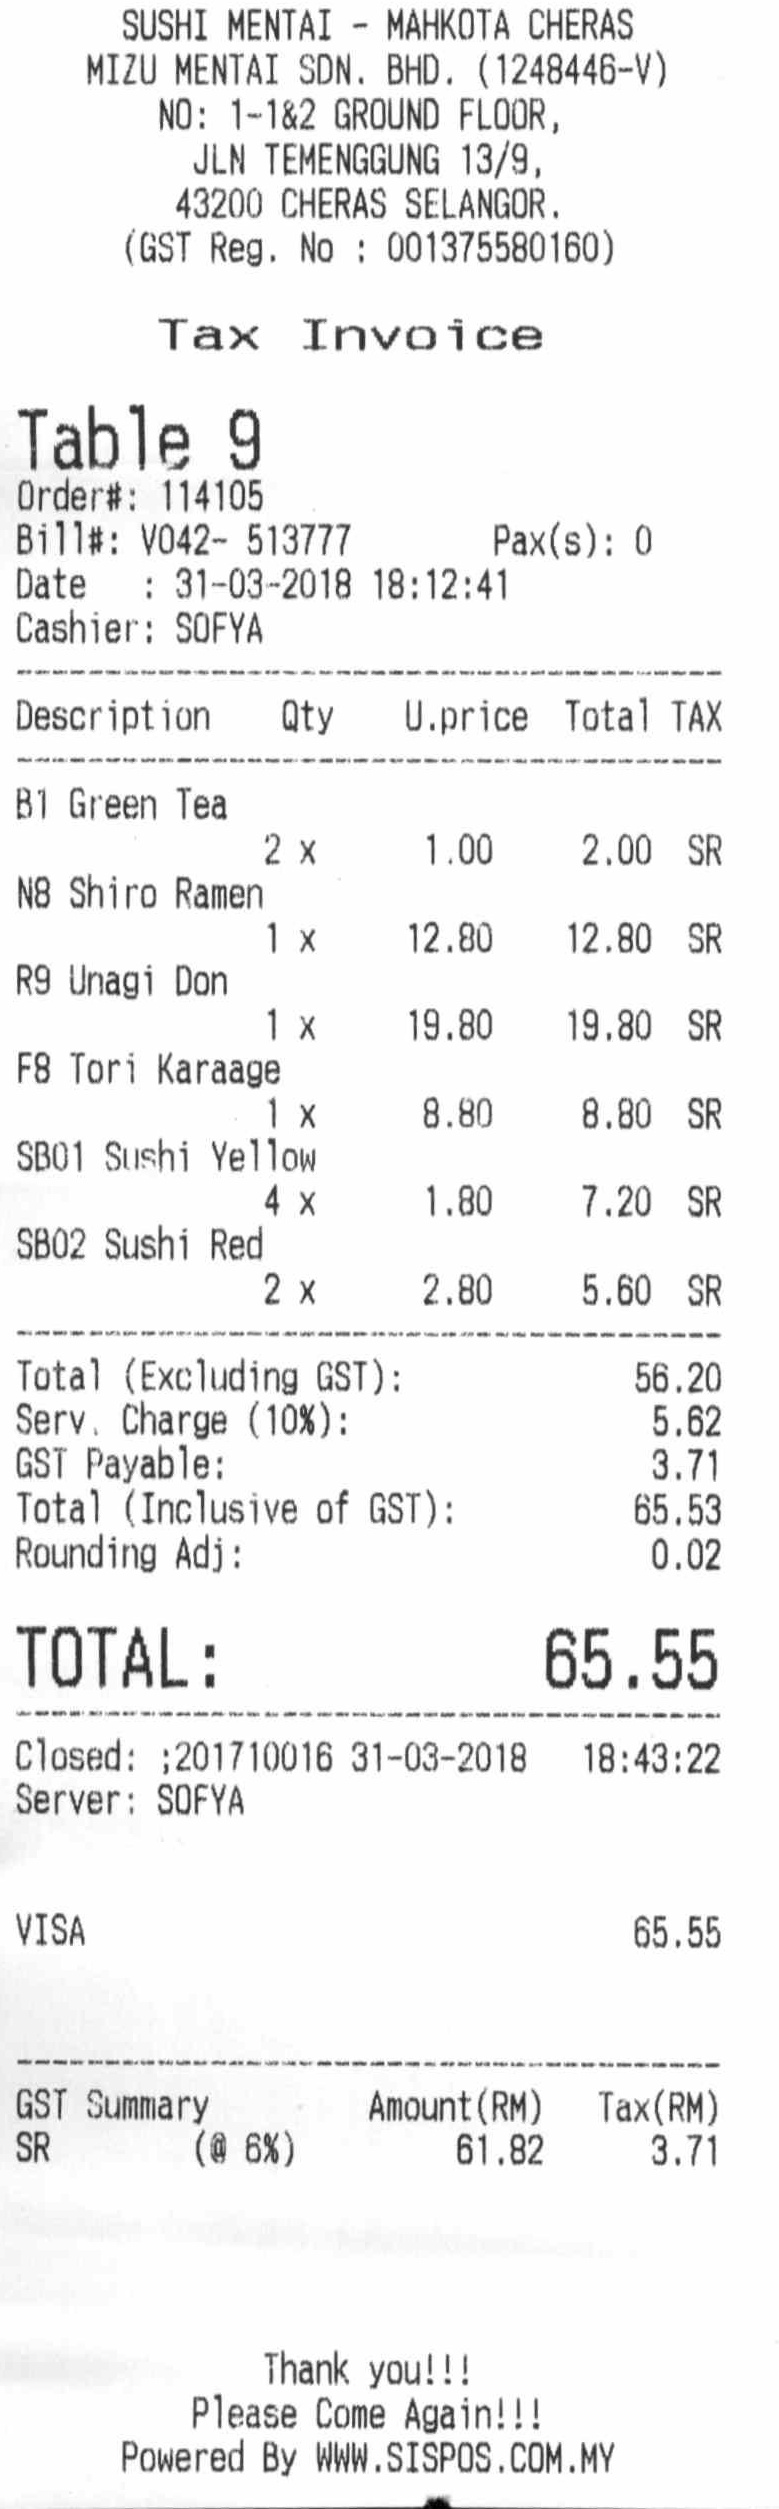 SUSHI MENTAI - MAHKOTA CHERAS
MIZU MENTAI SDN. BHD. (1248446-V)
NO: 1-1&2 GROUND FLOOR,
JLN TEMENGGUNG 13/9,
43200 CHERAS SELANGOR.
(GST Reg. No : 001375580160)
Tax Invoice
Table 9
Order#: 114105
Bill#: V042- 513777 Pax(s): 0
Date : 31-03-2018 18:12:41
Cashier: SOFYA
Description Qty U.price Total TAX
B1 Green Tea
2 x 1.00 2.00 SR
N8 Shiro Ramen
1 x 12.80 12.80 SR
R9 Unagi Don
1 x 19.80 19.80 SR
F8 Tori Karaage
1 x 8.80 8.80 SR
SB01 Sushi Yellow
4 x 1.80 7.20 SR
SB02 Sushi Red
2 x 2.80 5.60 SR
Total (Excluding GST): 56.20
Serv. Charge (10%): 5.62
GST Payable: 3.71
Total (Inclusive of GST): 65.53
Rounding Adj: 0.02
TOTAL: 65.55
Closed: ;201710016 31-03-2018 18:43:22
Server: SOFYA
VISA 65.55
GST Summary Amount(RM) Tax(RM)
SR (@ 6%) 61.82 3.71
Thank you!!!
Please Come Again!!!
Powered By WWW.SISPOS.COM.MY